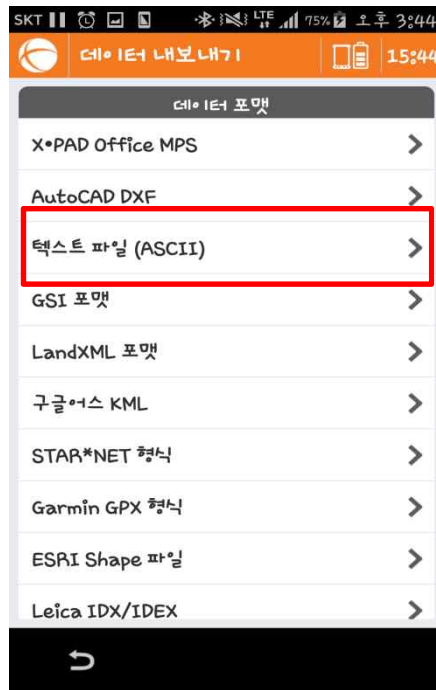 SKT LTE 75% 오후 3:44
데이터 내보내기 15:44
데이터 포맷
X•PAD Office MPS
AutoCAD DXF
텍스트 파일 (ASCII)
GSI 포맷
LandXML 포맷
구글어스 KML
STAR*NET 형식
Garmin GPX 형식
ESRI Shape 파일
Leica IDX/IDEX